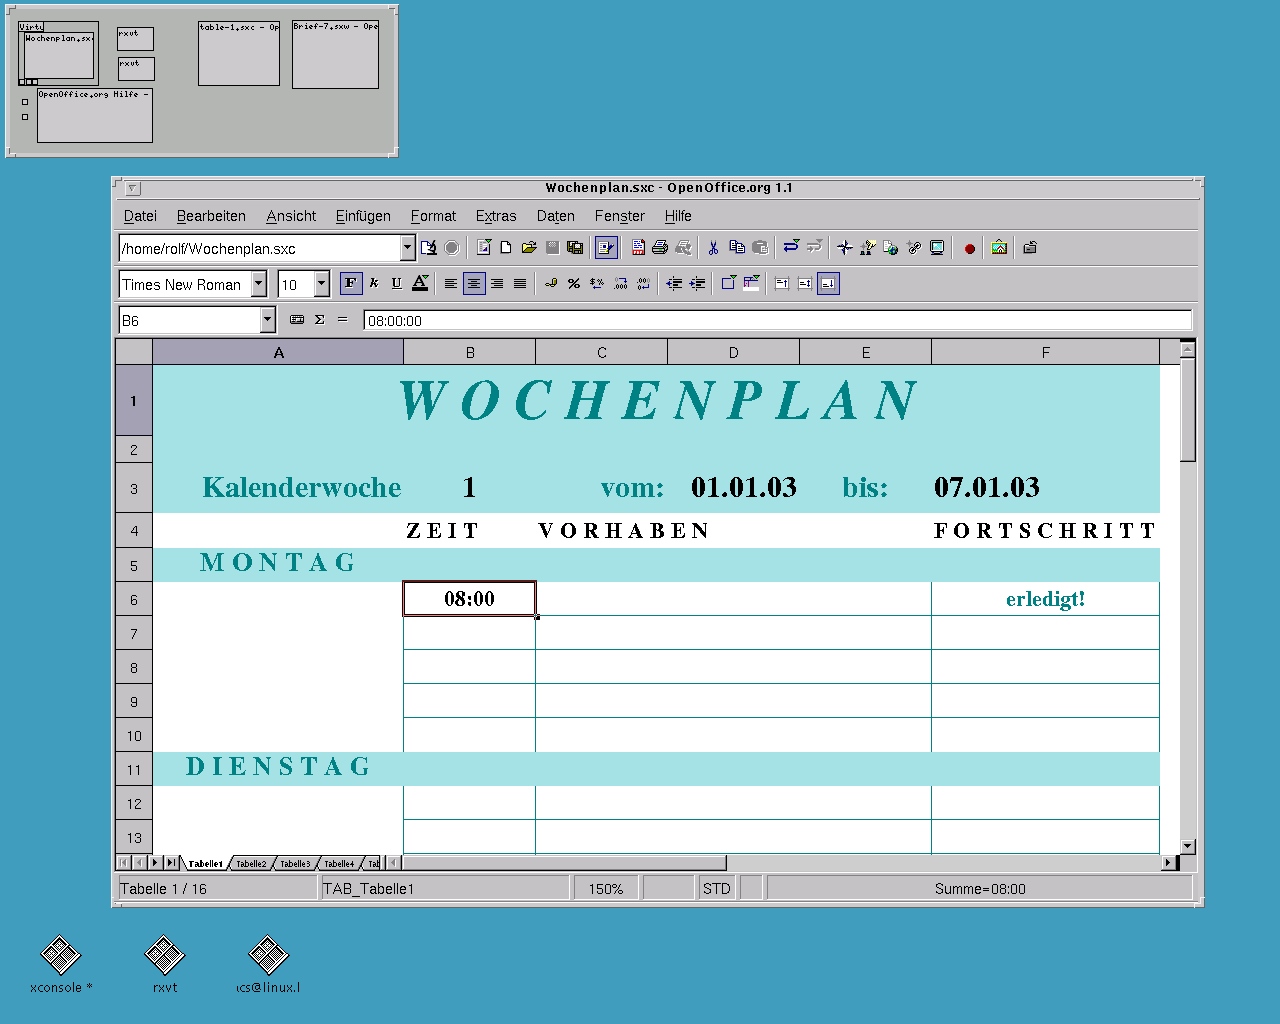 Virtu
Wochenplan.sx
rxvt
rxvt
table-1.sxc - Op
Brief-7.sxw - Ope
OpenOffice.org Hilfe -
Wochenplan.sxc - OpenOffice.org 1.1
Datei Bearbeiten Ansicht Einfügen Format Extras Daten Fenster Hilfe
/home/rolf/Wochenplan.sxc
Times New Roman 10 F k U A
B6 Σ = 08:00:00
A B C D E F
1 WOCHENPLAN
2
3 Kalenderwoche 1 vom: 01.01.03 bis: 07.01.03
4 ZEIT VORHABEN FORTSCHRITT
5 MONTAG
6 08:00 erledigt!
7
8
9
10
11 DIENSTAG
12
13
Tabelle1 Tabelle2 Tabelle3 Tabelle4 Tab
Tabelle 1 / 16 TAB_Tabelle1 150% STD Summe=08:00
xconsole * rxvt cs@linux.l